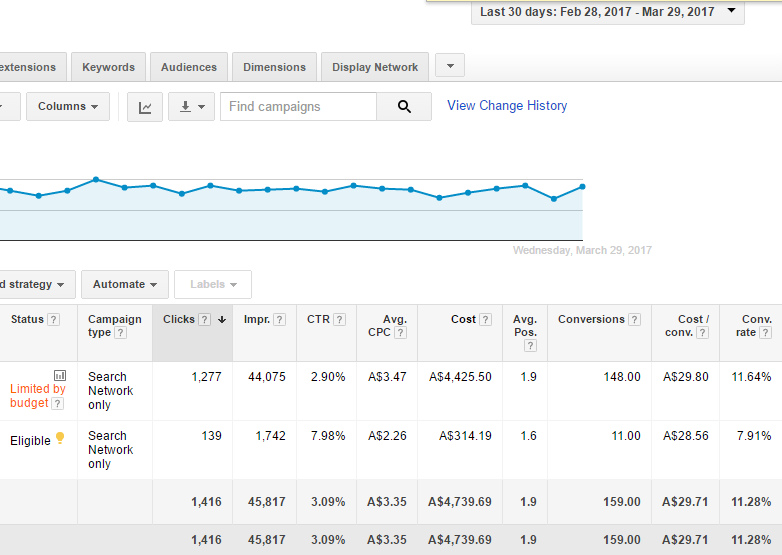 Last 30 days: Feb 28, 2017 - Mar 29, 2017
extensions Keywords Audiences Dimensions Display Network
Columns Find campaigns View Change History
Wednesday, March 29, 2017
d strategy Automate Labels
Status ? Campaign type ? Clicks ? Impr. ? CTR ? Avg. CPC ? Cost ? Avg. Pos. ? Conversions ? Cost / conv. ? Conv. rate ?
Limited by budget ? Search Network only 1,277 44,075 2.90% A$3.47 A$4,425.50 1.9 148.00 A$29.80 11.64%
Eligible Search Network only 139 1,742 7.98% A$2.26 A$314.19 1.6 11.00 A$28.56 7.91%
1,416 45,817 3.09% A$3.35 A$4,739.69 1.9 159.00 A$29.71 11.28%
1,416 45,817 3.09% A$3.35 A$4,739.69 1.9 159.00 A$29.71 11.28%